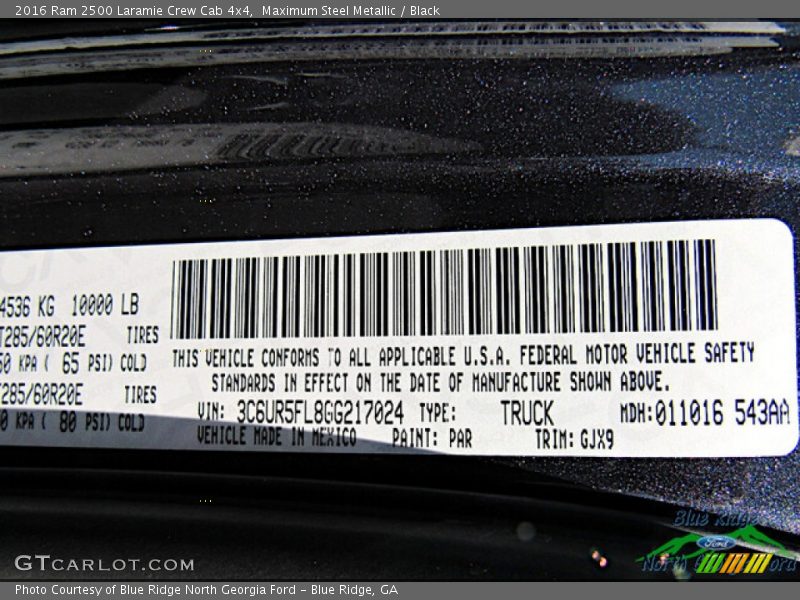 2016 Ram 2500 Laramie Crew Cab 4x4,  Maximum Steel Metallic / Black
4536 KG 10000 LB
T285/60R20E TIRES
50 KPA ( 65 PSI) COLD
285/60R20E TIRES
0 KPA ( 80 PSI) COLD
THIS VEHICLE CONFORMS TO ALL APPLICABLE U.S.A. FEDERAL MOTOR VEHICLE SAFETY
STANDARDS IN EFFECT ON THE DATE OF MANUFACTURE SHOWN ABOVE.
VIN: 3C6UR5FL8GG217024 TYPE: TRUCK MDH:011016 543AA
VEHICLE MADE IN MEXICO PAINT: PAR TRIM: GJX9
Blue Ridge
Ford
North Ford
GTCARLOT.COM
Photo Courtesy of Blue Ridge North Georgia Ford - Blue Ridge, GA